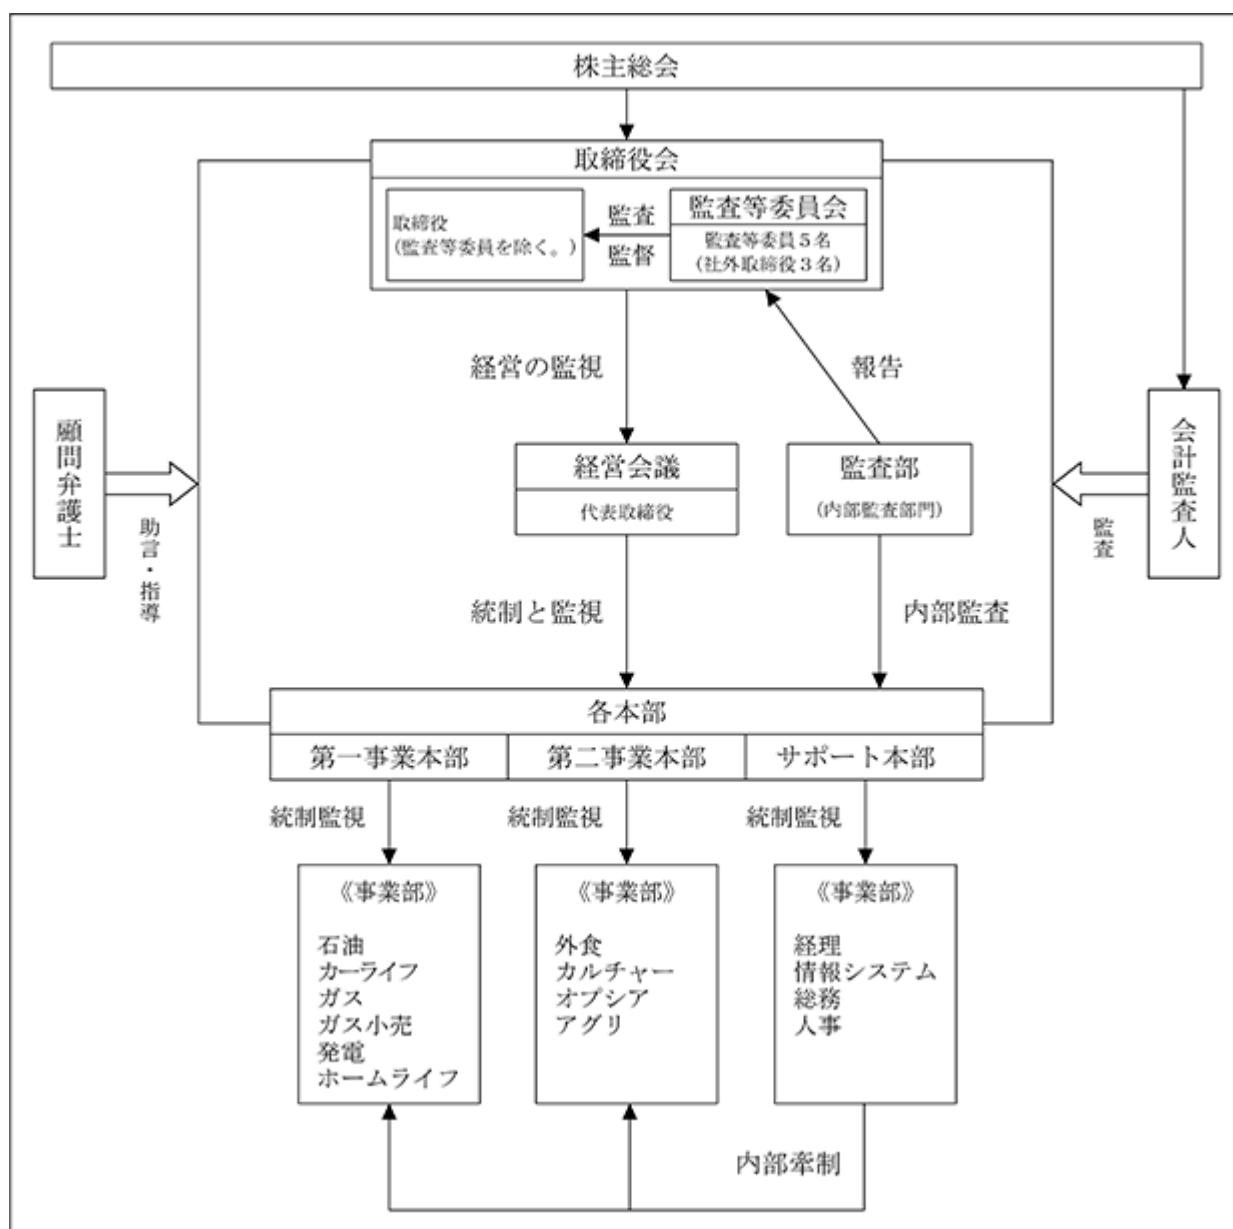 株主総会
取締役会
取締役
(監査等委員を除く。)
監査
監督
監査等委員会
監査等委員5名
(社外取締役3名)
経営の監視
報告
顧問弁護士
助言・指導
経営会議
代表取締役
監査部
(内部監査部門)
会計監査人
監査
統制と監視
内部監査
各本部
第一事業本部
第二事業本部
サポート本部
統制監視
統制監視
統制監視
《事業部》
石油
カーライフ
ガス
ガス小売
発電
ホームライフ
《事業部》
外食
カルチャー
オプシア
アグリ
《事業部》
経理
情報システム
総務
人事
内部牽制